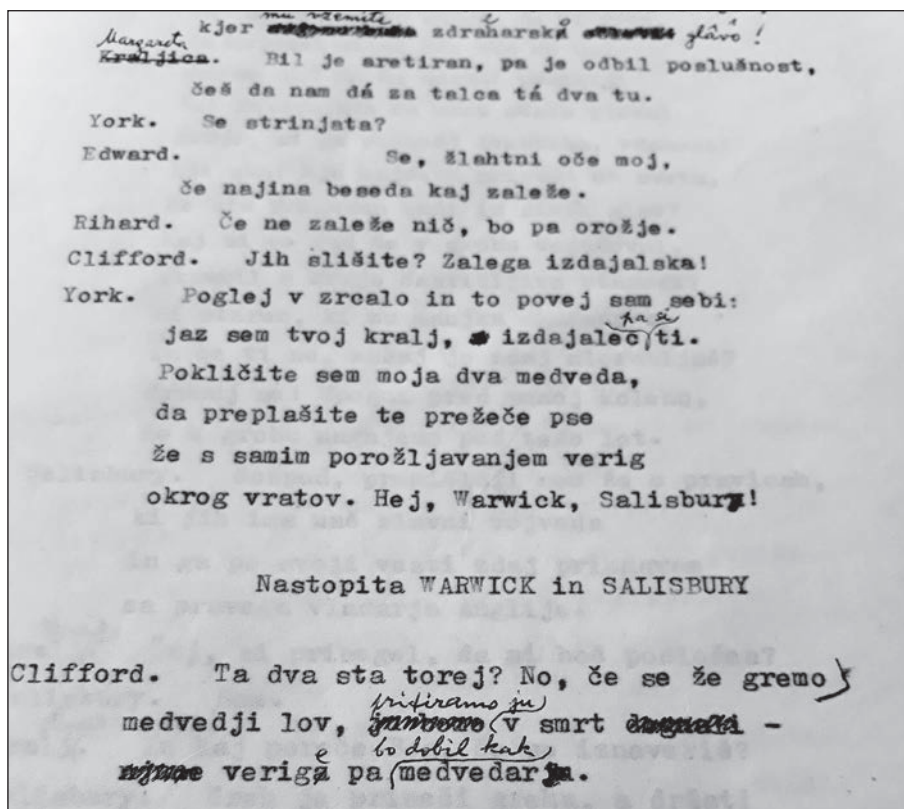 mu vzemite
kjer zdraharske glâvo!
Margareta
Kraljica. Bil je aretiran, pa je odbil poslušnost,
češ da nam dá za talca tá dva tu.
York. Se strinjata?
Edward. Se, žlahtni oče moj,
če najina beseda kaj zaleže.
Rihard. Če ne zaleže nič, bo pa orožje.
Clifford. Jih slišite? Zalega izdajalska!
York. Poglej v zrcalo in to povej sam sebi:
pa si
jaz sem tvoj kralj, izdajalec ti.
Pokličite sem moja dva medveda,
da preplašite te prežeče pse
že s samim porožljavanjem verig
okrog vratov. Hej, Warwick, Salisbury!
Nastopita WARWICK in SALISBURY
Clifford. Ta dva sta torej? No, če se že gremo
pritiramo ju
medvedji lov, v smrt –
bo dobil kak
verige pa medvedar.